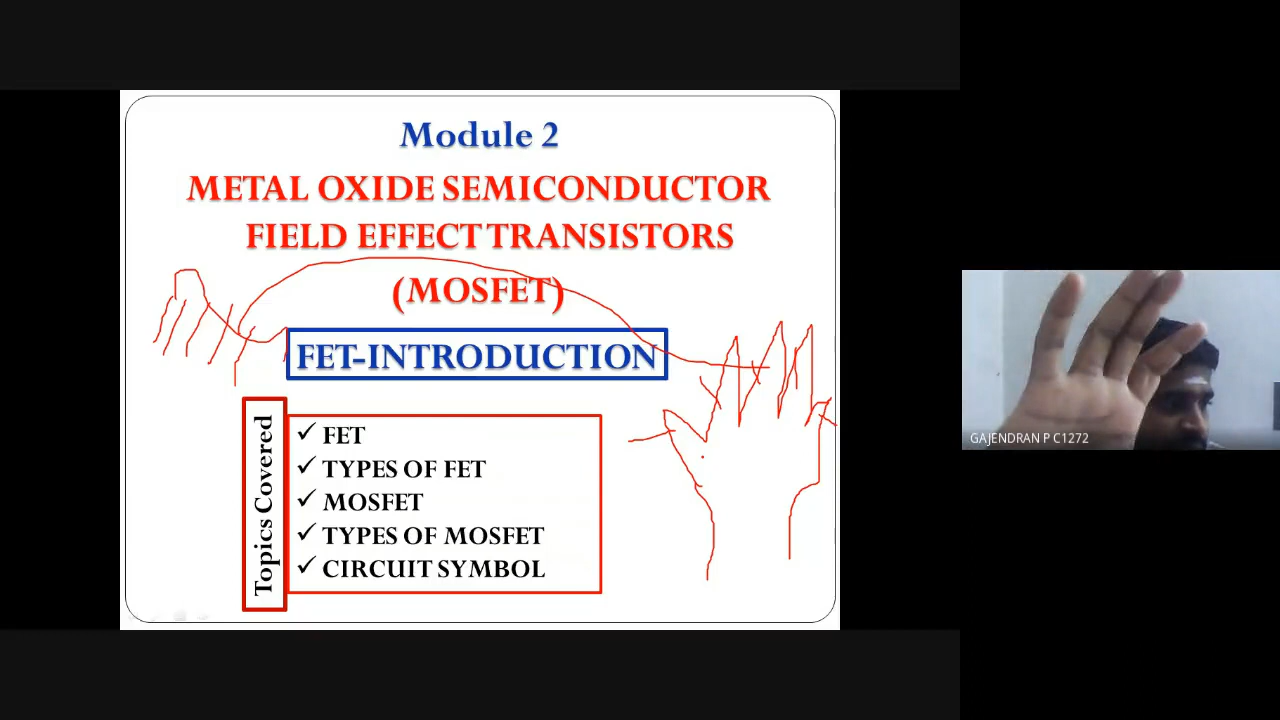 Module 2
METAL OXIDE SEMICONDUCTOR
FIELD EFFECT TRANSISTORS
(MOSFET)
FET-INTRODUCTION
Topics Covered
✓ FET
✓ TYPES OF FET
✓ MOSFET
✓ TYPES OF MOSFET
✓ CIRCUIT SYMBOL
GAJENDRAN P C1272